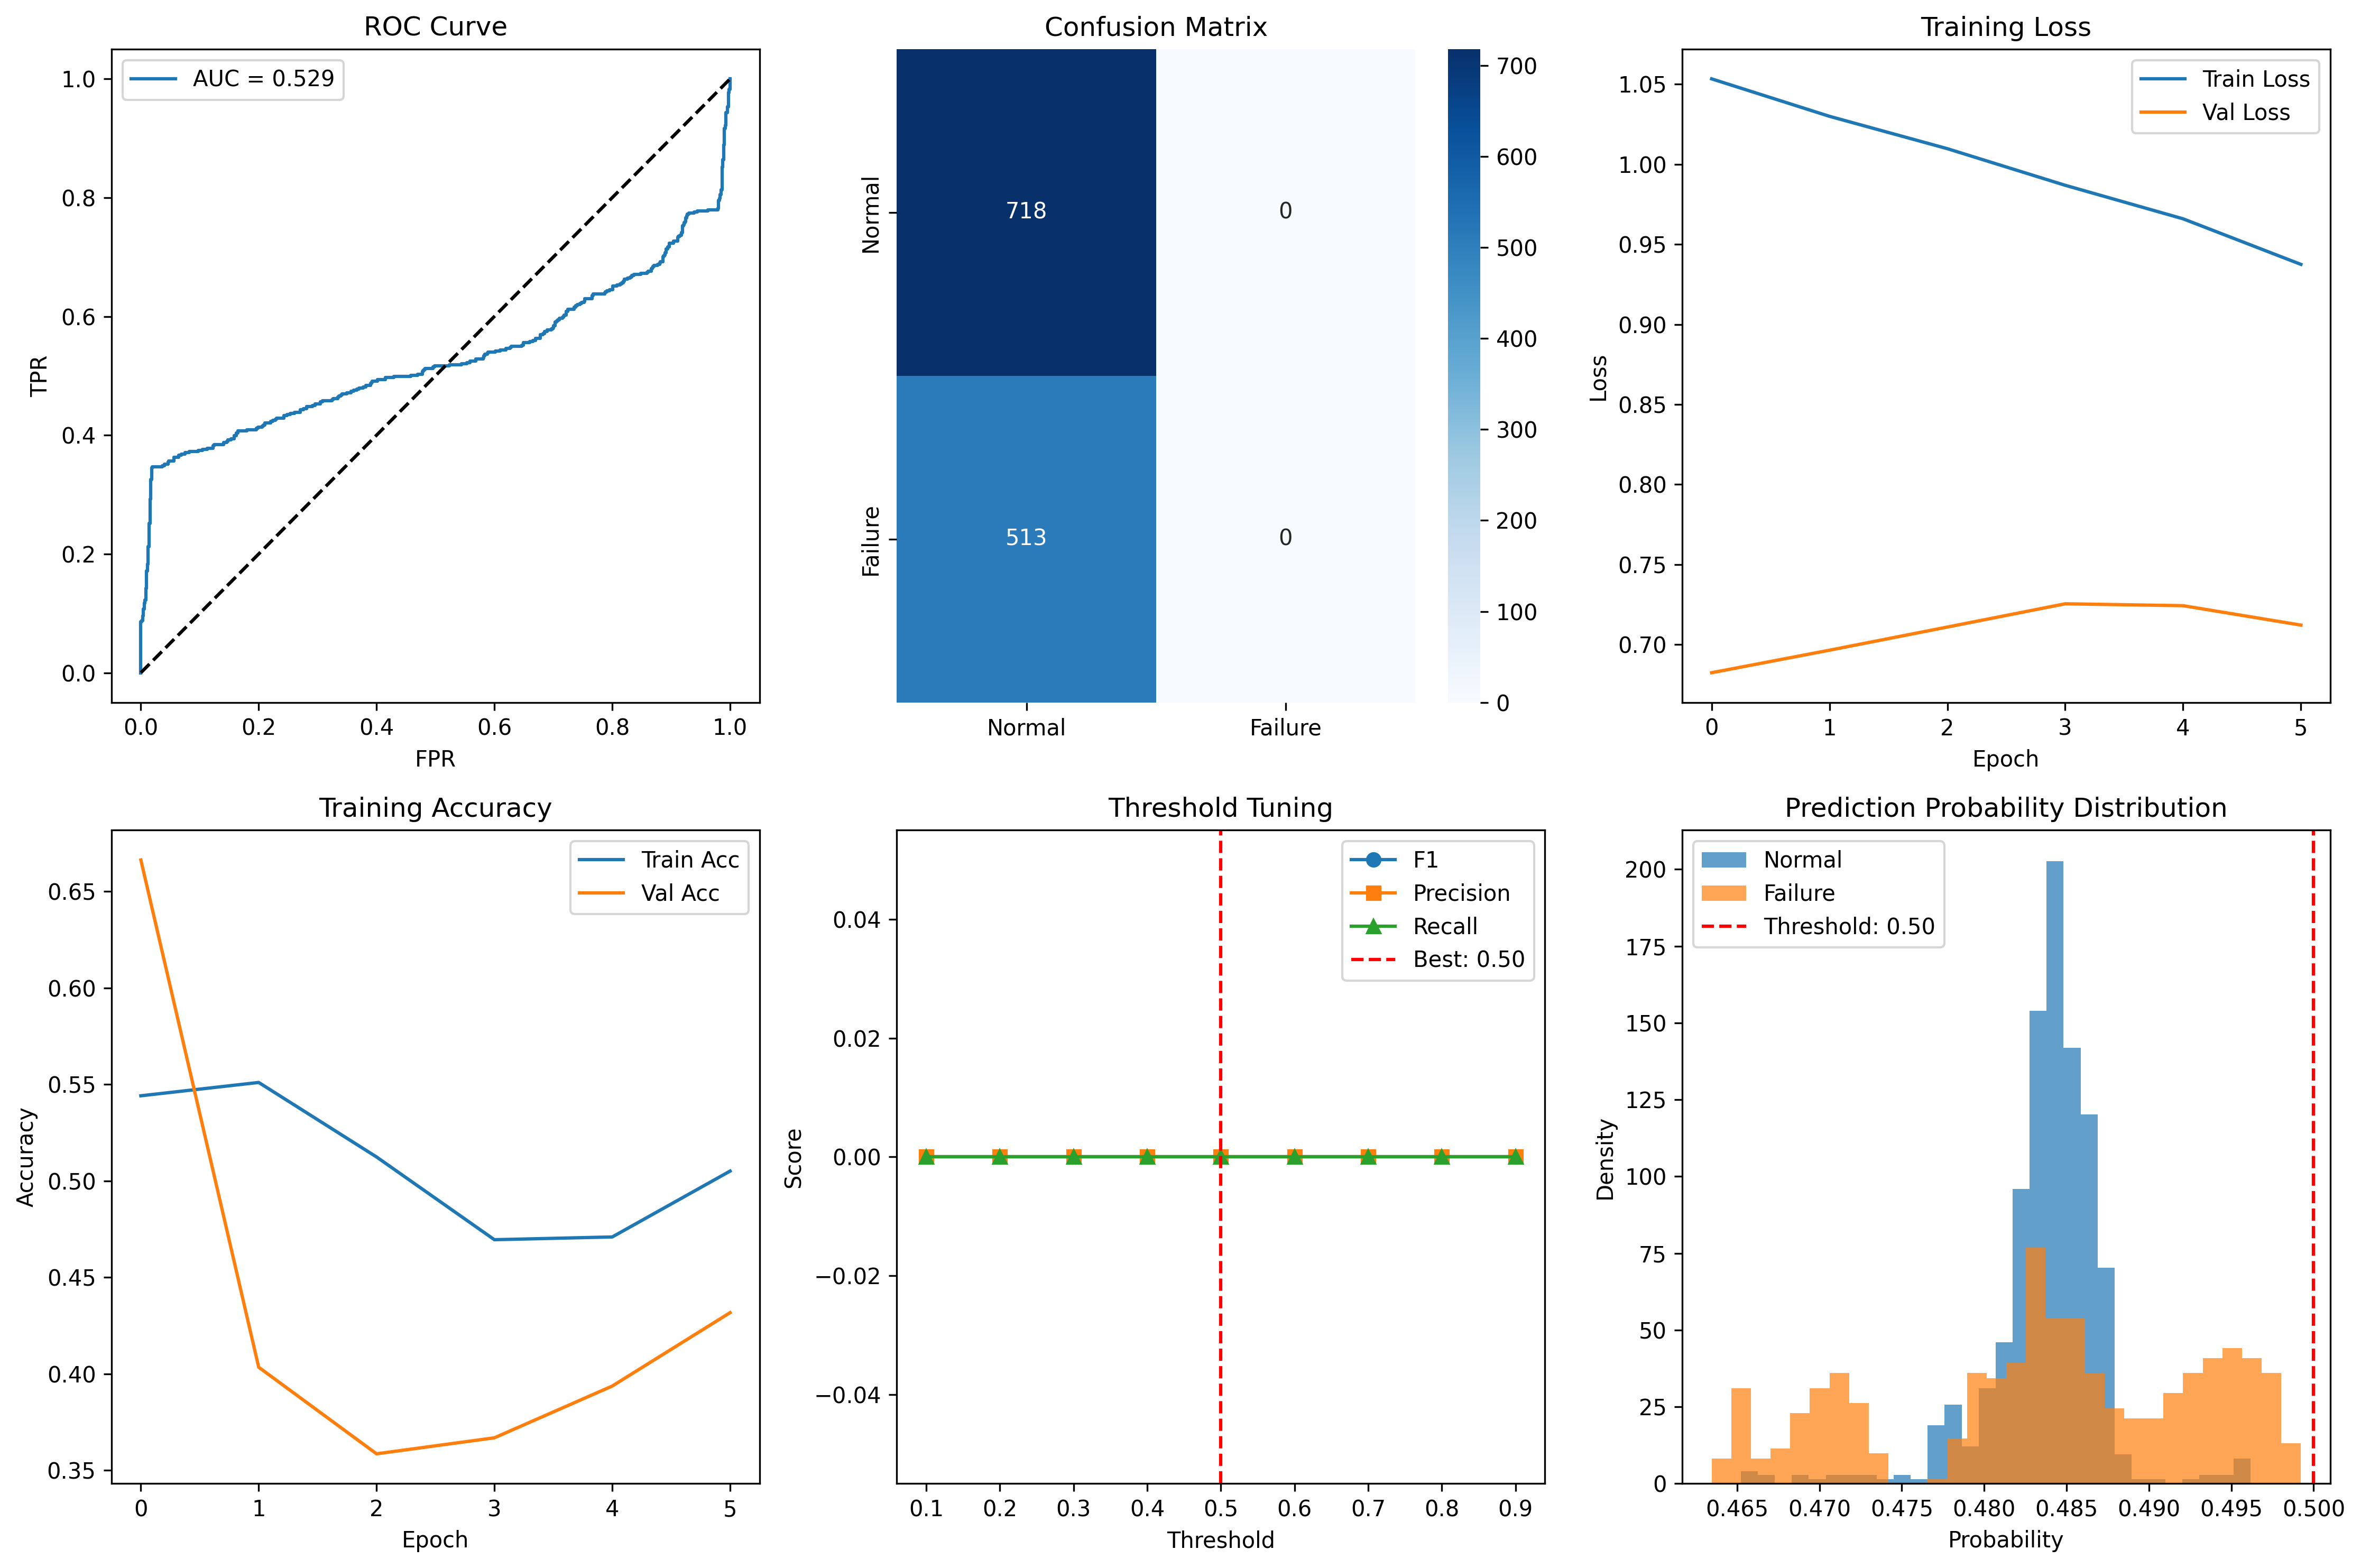 ROC Curve
AUC = 0.529
1.0
0.8
0.6
0.4
0.2
0.0
TPR
0.0 0.2 0.4 0.6 0.8 1.0
FPR
Confusion Matrix
Normal
Failure
718 0
513 0
Normal Failure
700
600
500
400
300
200
100
0
Training Loss
Train Loss
Val Loss
1.05
1.00
0.95
0.90
0.85
0.80
0.75
0.70
Loss
0 1 2 3 4 5
Epoch
Training Accuracy
Train Acc
Val Acc
0.65
0.60
0.55
0.50
0.45
0.40
0.35
Accuracy
0 1 2 3 4 5
Epoch
Threshold Tuning
F1
Precision
Recall
Best: 0.50
0.04
0.02
0.00
−0.02
−0.04
Score
0.1 0.2 0.3 0.4 0.5 0.6 0.7 0.8 0.9
Threshold
Prediction Probability Distribution
Normal
Failure
Threshold: 0.50
200
175
150
125
100
75
50
25
0
Density
0.465 0.470 0.475 0.480 0.485 0.490 0.495 0.500
Probability